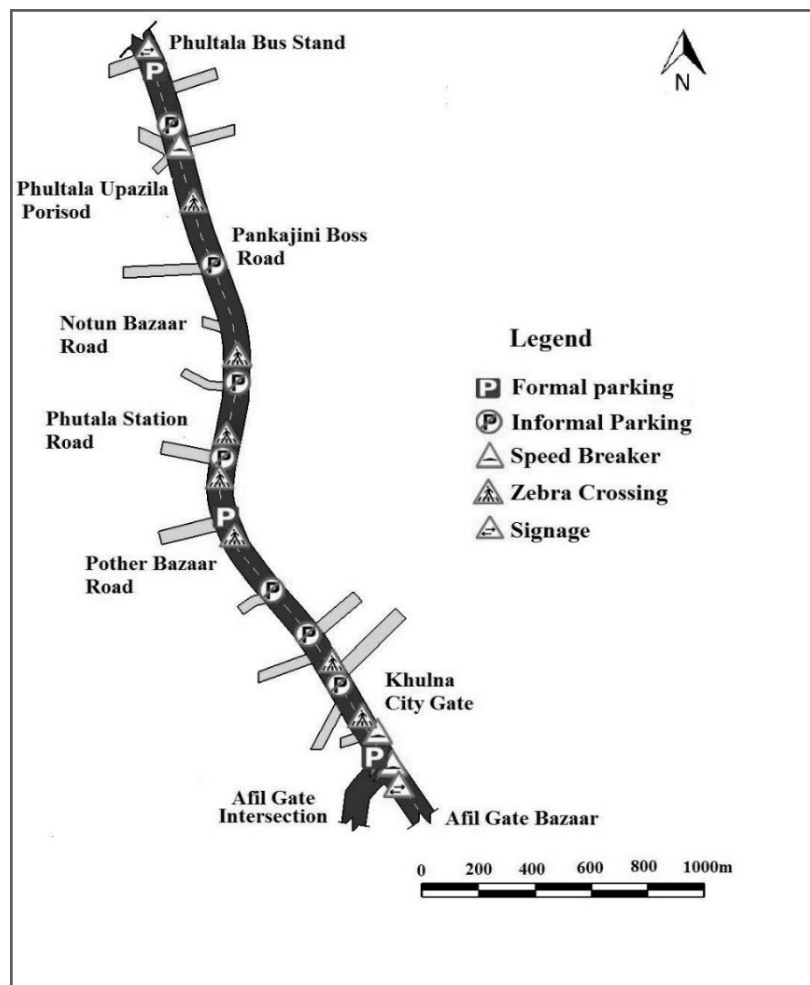 Phultala Bus Stand
N
P
P
Phultala Upazila
Porisod
Pankajini Boss
Road
P
Notun Bazaar
Road
P
Phutala Station
Road
P
P
Pother Bazaar
Road
P
P
P
Khulna
City Gate
P
Afil Gate
Intersection
Afil Gate Bazaar
Legend
P Formal parking
P Informal Parking
Speed Breaker
Zebra Crossing
Signage
0 200 400 600 800 1000m